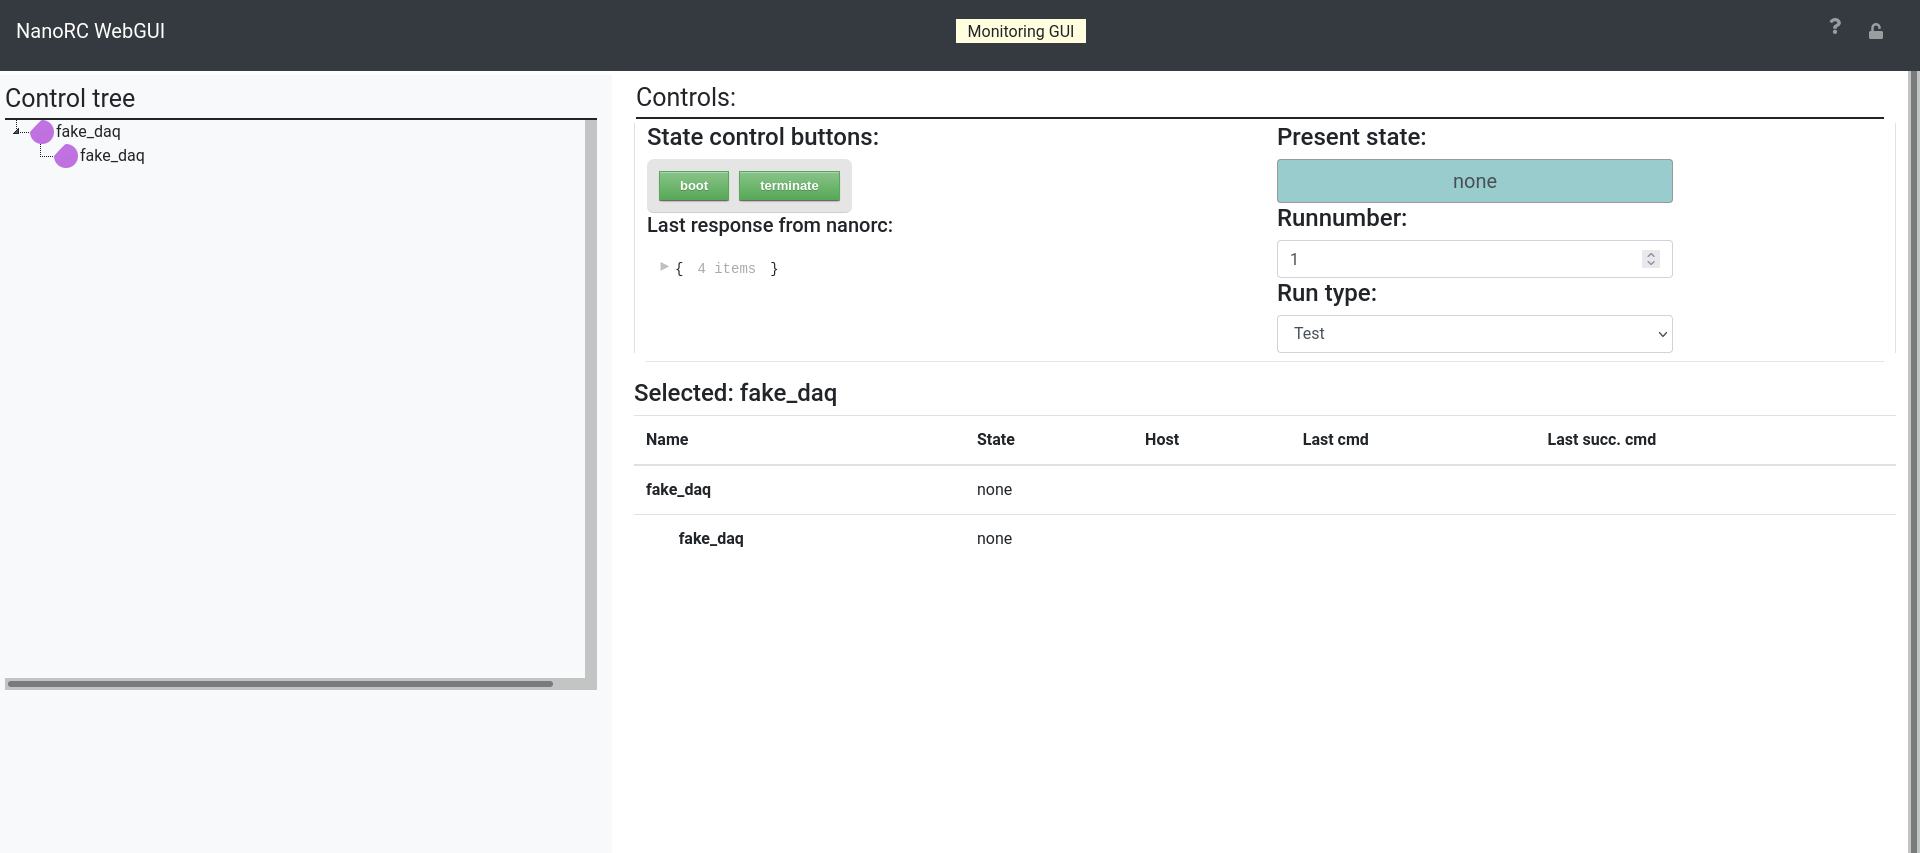 NanoRC WebGUI
Monitoring GUI
?
Control tree
fake_daq
fake_daq
Controls:
State control buttons:
boot
terminate
Last response from nanorc:
{ 4 items }
Present state:
none
Runnumber:
1
Run type:
Test
Selected: fake_daq
Name State Host Last cmd Last succ. cmd
fake_daq none
fake_daq none